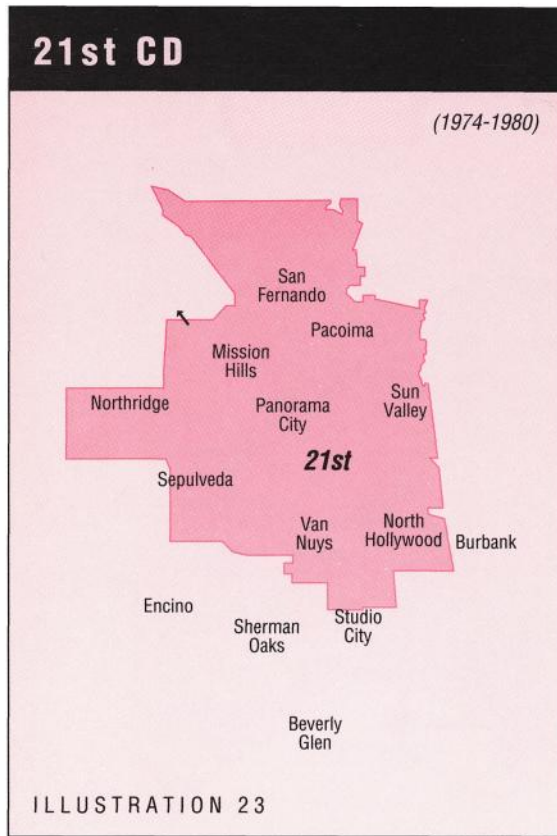 21st CD
(1974-1980)
San
Fernando
Pacoima
Mission
Hills
Northridge
Panorama
City
Sun
Valley
21st
Sepulveda
Van
Nuys
North
Hollywood
Burbank
Encino
Sherman
Oaks
Studio
City
Beverly
Glen
ILLUSTRATION 23